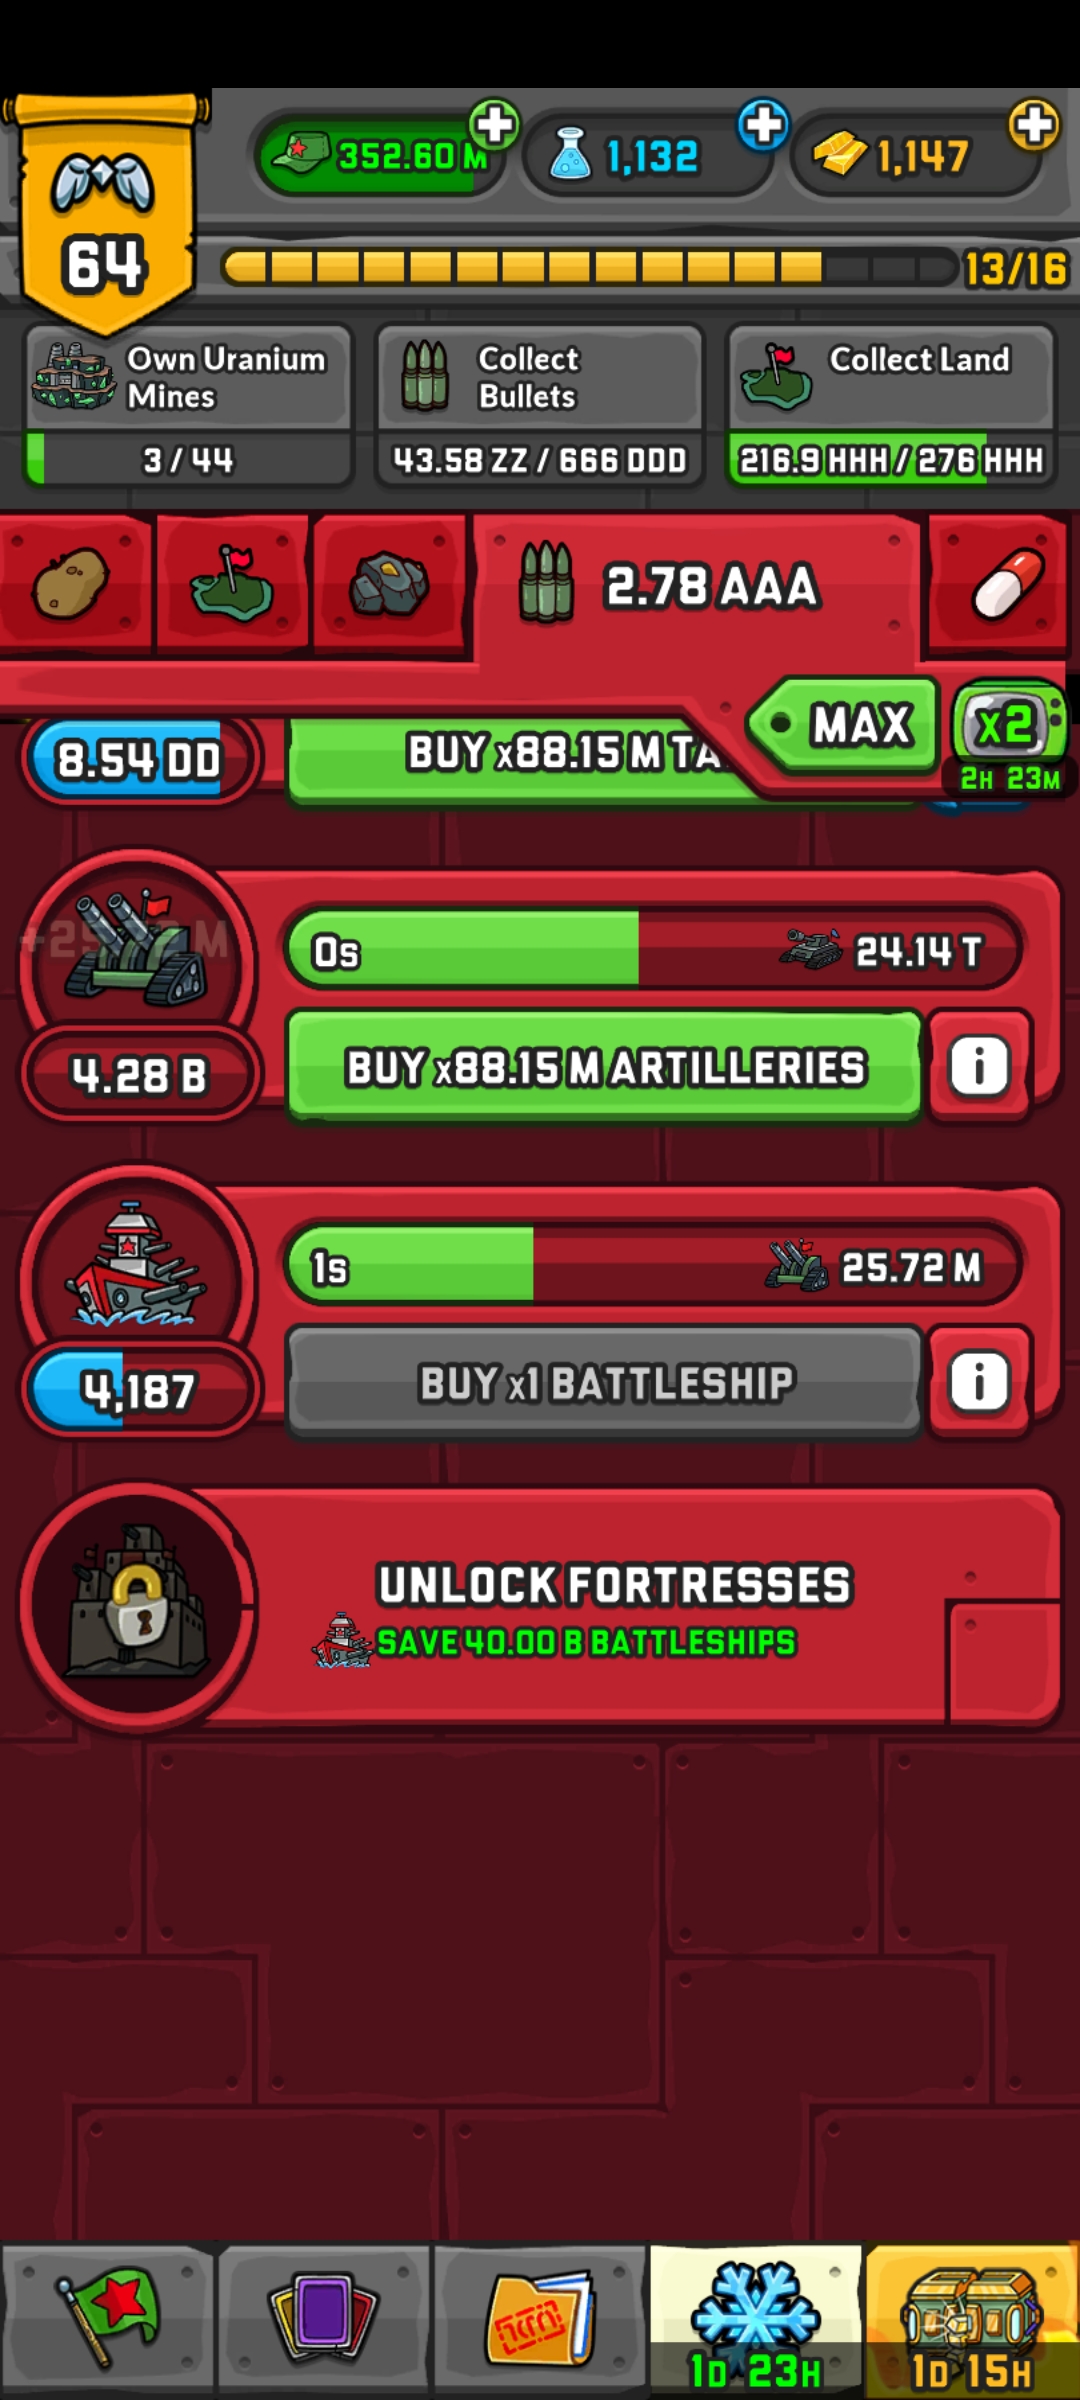 352.60 M
1,132
1,147
64
13/16
Own Uranium
Mines
3 / 44
Collect
Bullets
43.58 ZZ / 666 DDD
Collect Land
216.9 HHH / 276 HHH
2.78 AAA
MAX
X2
2H 23M
8.54 DD
BUY x88.15 M TA
0s
24.14 T
4.28 B
BUY x88.15 M ARTILLERIES
i
1s
25.72 M
4,187
BUY x1 BATTLESHIP
i
UNLOCK FORTRESSES
SAVE 40.00 B BATTLESHIPS
1D 23H
1D 15H